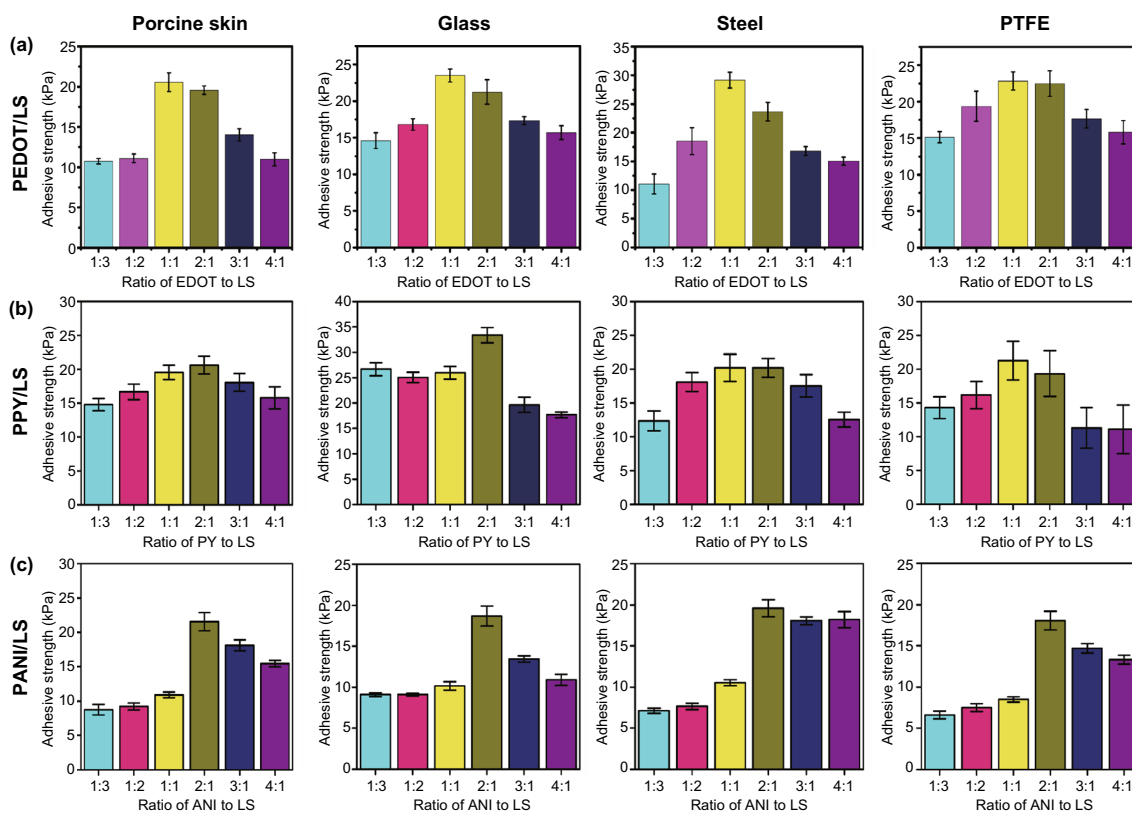 Porcine skin Glass Steel PTFE
(a)
PEDOT/LS
Adhesive strength (kPa)
25
20
15
10
5
0
1:3 1:2 1:1 2:1 3:1 4:1
Ratio of EDOT to LS
Adhesive strength (kPa)
25
20
15
10
5
0
1:3 1:2 1:1 2:1 3:1 4:1
Ratio of EDOT to LS
Adhesive strength (kPa)
35
30
25
20
15
10
5
0
1:3 1:2 1:1 2:1 3:1 4:1
Ratio of EDOT to LS
Adhesive strength (kPa)
25
20
15
10
5
0
1:3 1:2 1:1 2:1 3:1 4:1
Ratio of EDOT to LS
(b)
PPY/LS
Adhesive strength (kPa)
30
25
20
15
10
5
0
1:3 1:2 1:1 2:1 3:1 4:1
Ratio of PY to LS
Adhesive strength (kPa)
40
35
30
25
20
15
10
5
0
1:3 1:2 1:1 2:1 3:1 4:1
Ratio of PY to LS
Adhesive strength (kPa)
30
25
20
15
10
5
0
1:3 1:2 1:1 2:1 3:1 4:1
Ratio of PY to LS
Adhesive strength (kPa)
30
25
20
15
10
5
0
1:3 1:2 1:1 2:1 3:1 4:1
Ratio of PY to LS
(c)
PANI/LS
Adhesive strength (kPa)
30
25
20
15
10
5
0
1:3 1:2 1:1 2:1 3:1 4:1
Ratio of ANI to LS
Adhesive strength (kPa)
25
20
15
10
5
0
1:3 1:2 1:1 2:1 3:1 4:1
Ratio of ANI to LS
Adhesive strength (kPa)
25
20
15
10
5
0
1:3 1:2 1:1 2:1 3:1 4:1
Ratio of ANI to LS
Adhesive strength (kPa)
25
20
15
10
5
0
1:3 1:2 1:1 2:1 3:1 4:1
Ratio of ANI to LS